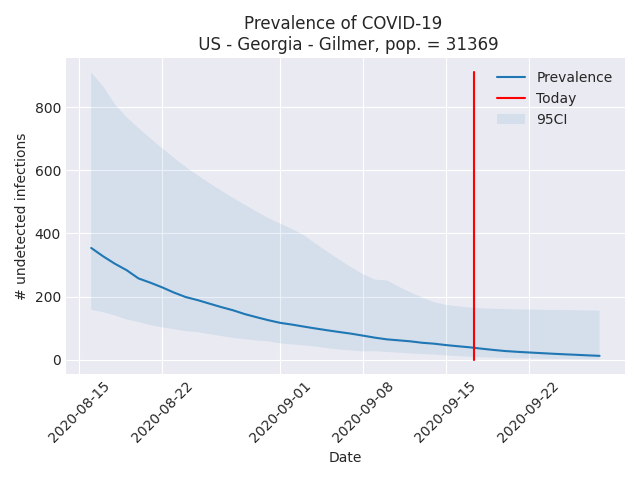 Prevalence of COVID-19
US - Georgia - Gilmer, pop. = 31369
Prevalence
Today
95CI
# undetected infections
800
600
400
200
0
2020-08-15
2020-08-22
2020-09-01
2020-09-08
2020-09-15
2020-09-22
Date